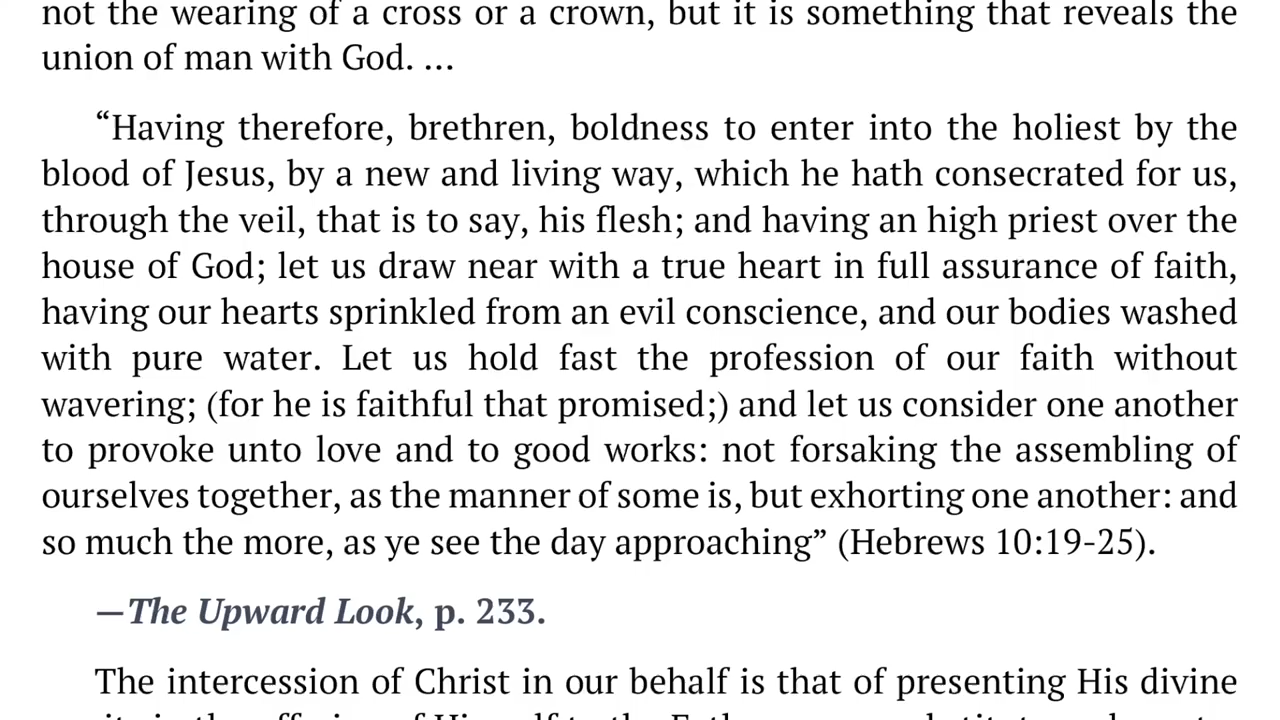 not the wearing of a cross or a crown, but it is something that reveals the
union of man with God. ...
“Having therefore, brethren, boldness to enter into the holiest by the
blood of Jesus, by a new and living way, which he hath consecrated for us,
through the veil, that is to say, his flesh; and having an high priest over the
house of God; let us draw near with a true heart in full assurance of faith,
having our hearts sprinkled from an evil conscience, and our bodies washed
with pure water. Let us hold fast the profession of our faith without
wavering; (for he is faithful that promised;) and let us consider one another
to provoke unto love and to good works: not forsaking the assembling of
ourselves together, as the manner of some is, but exhorting one another: and
so much the more, as ye see the day approaching” (Hebrews 10:19-25).
—The Upward Look, p. 233.
The intercession of Christ in our behalf is that of presenting His divine